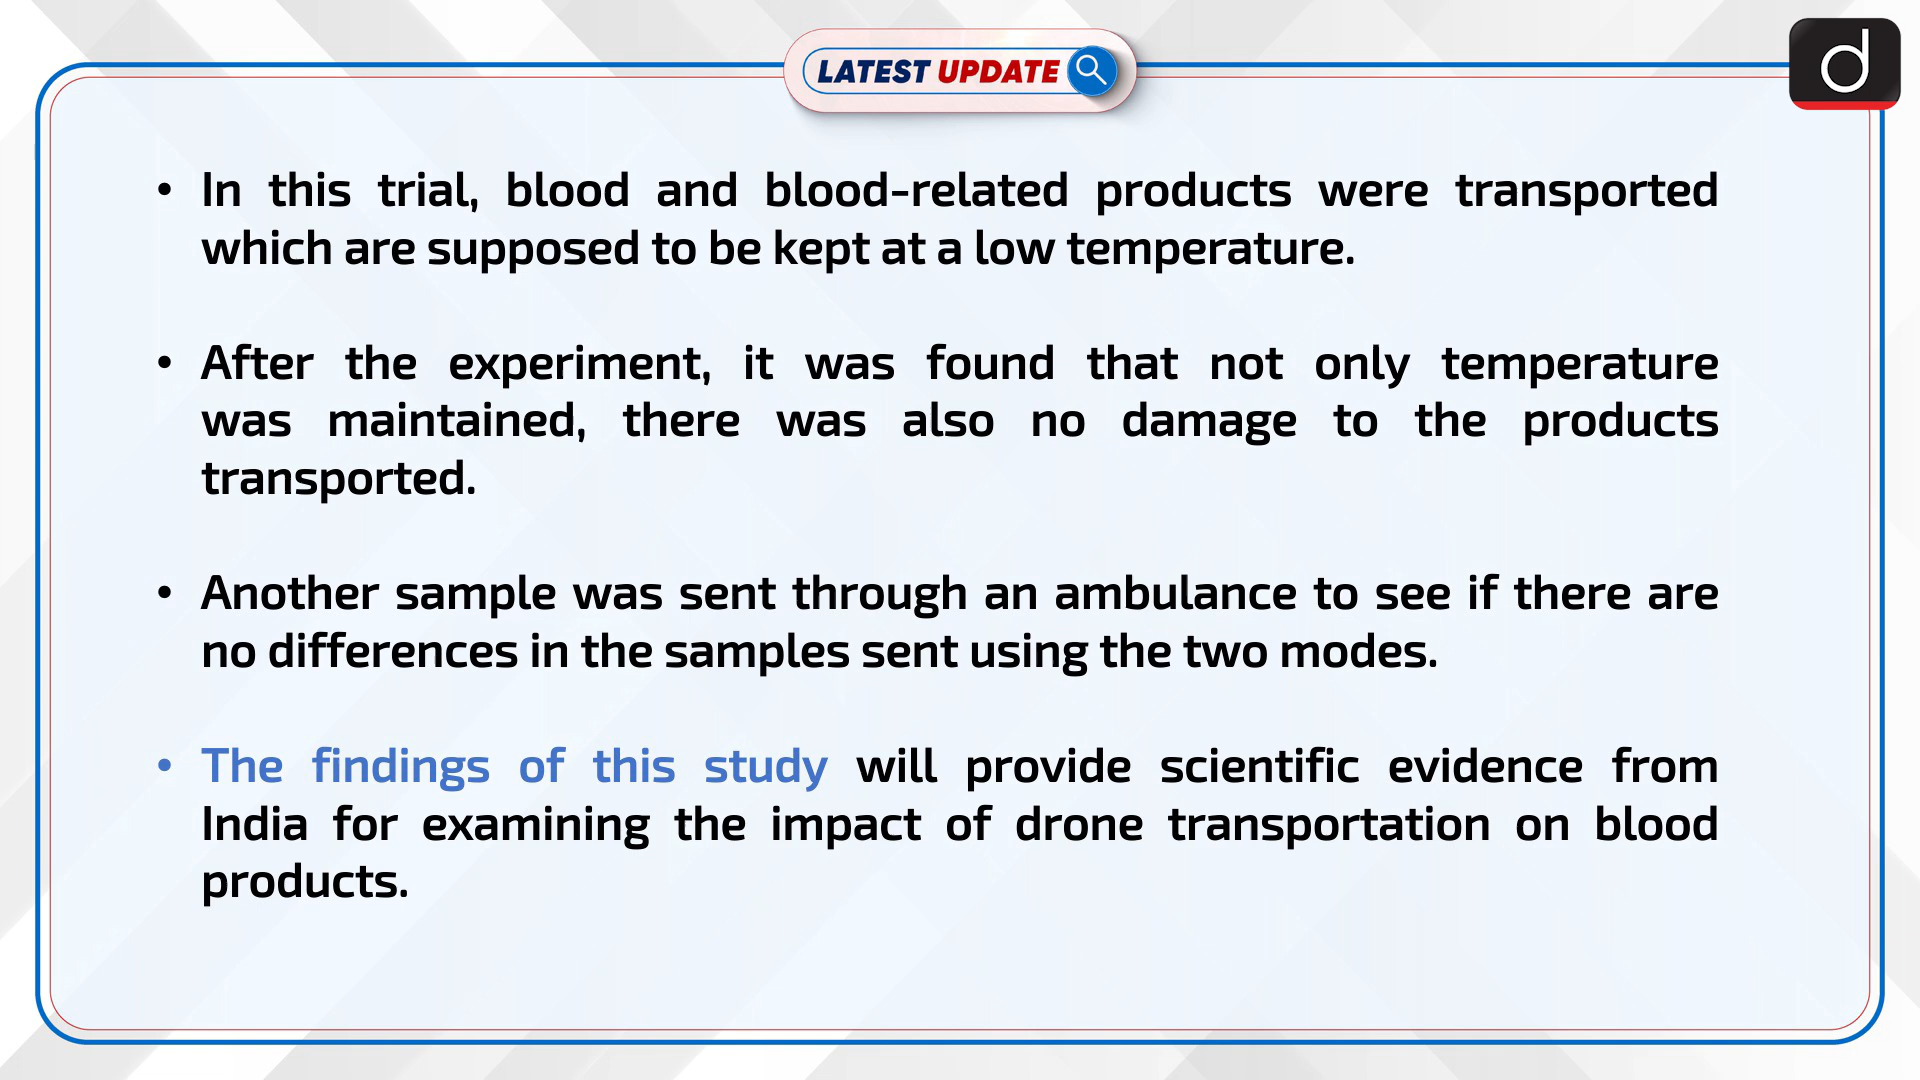 LATEST UPDATE
d
• In this trial, blood and blood-related products were transported
which are supposed to be kept at a low temperature.
• After the experiment, it was found that not only temperature
was maintained, there was also no damage to the products
transported.
• Another sample was sent through an ambulance to see if there are
no differences in the samples sent using the two modes.
• The findings of this study will provide scientific evidence from
India for examining the impact of drone transportation on blood
products.